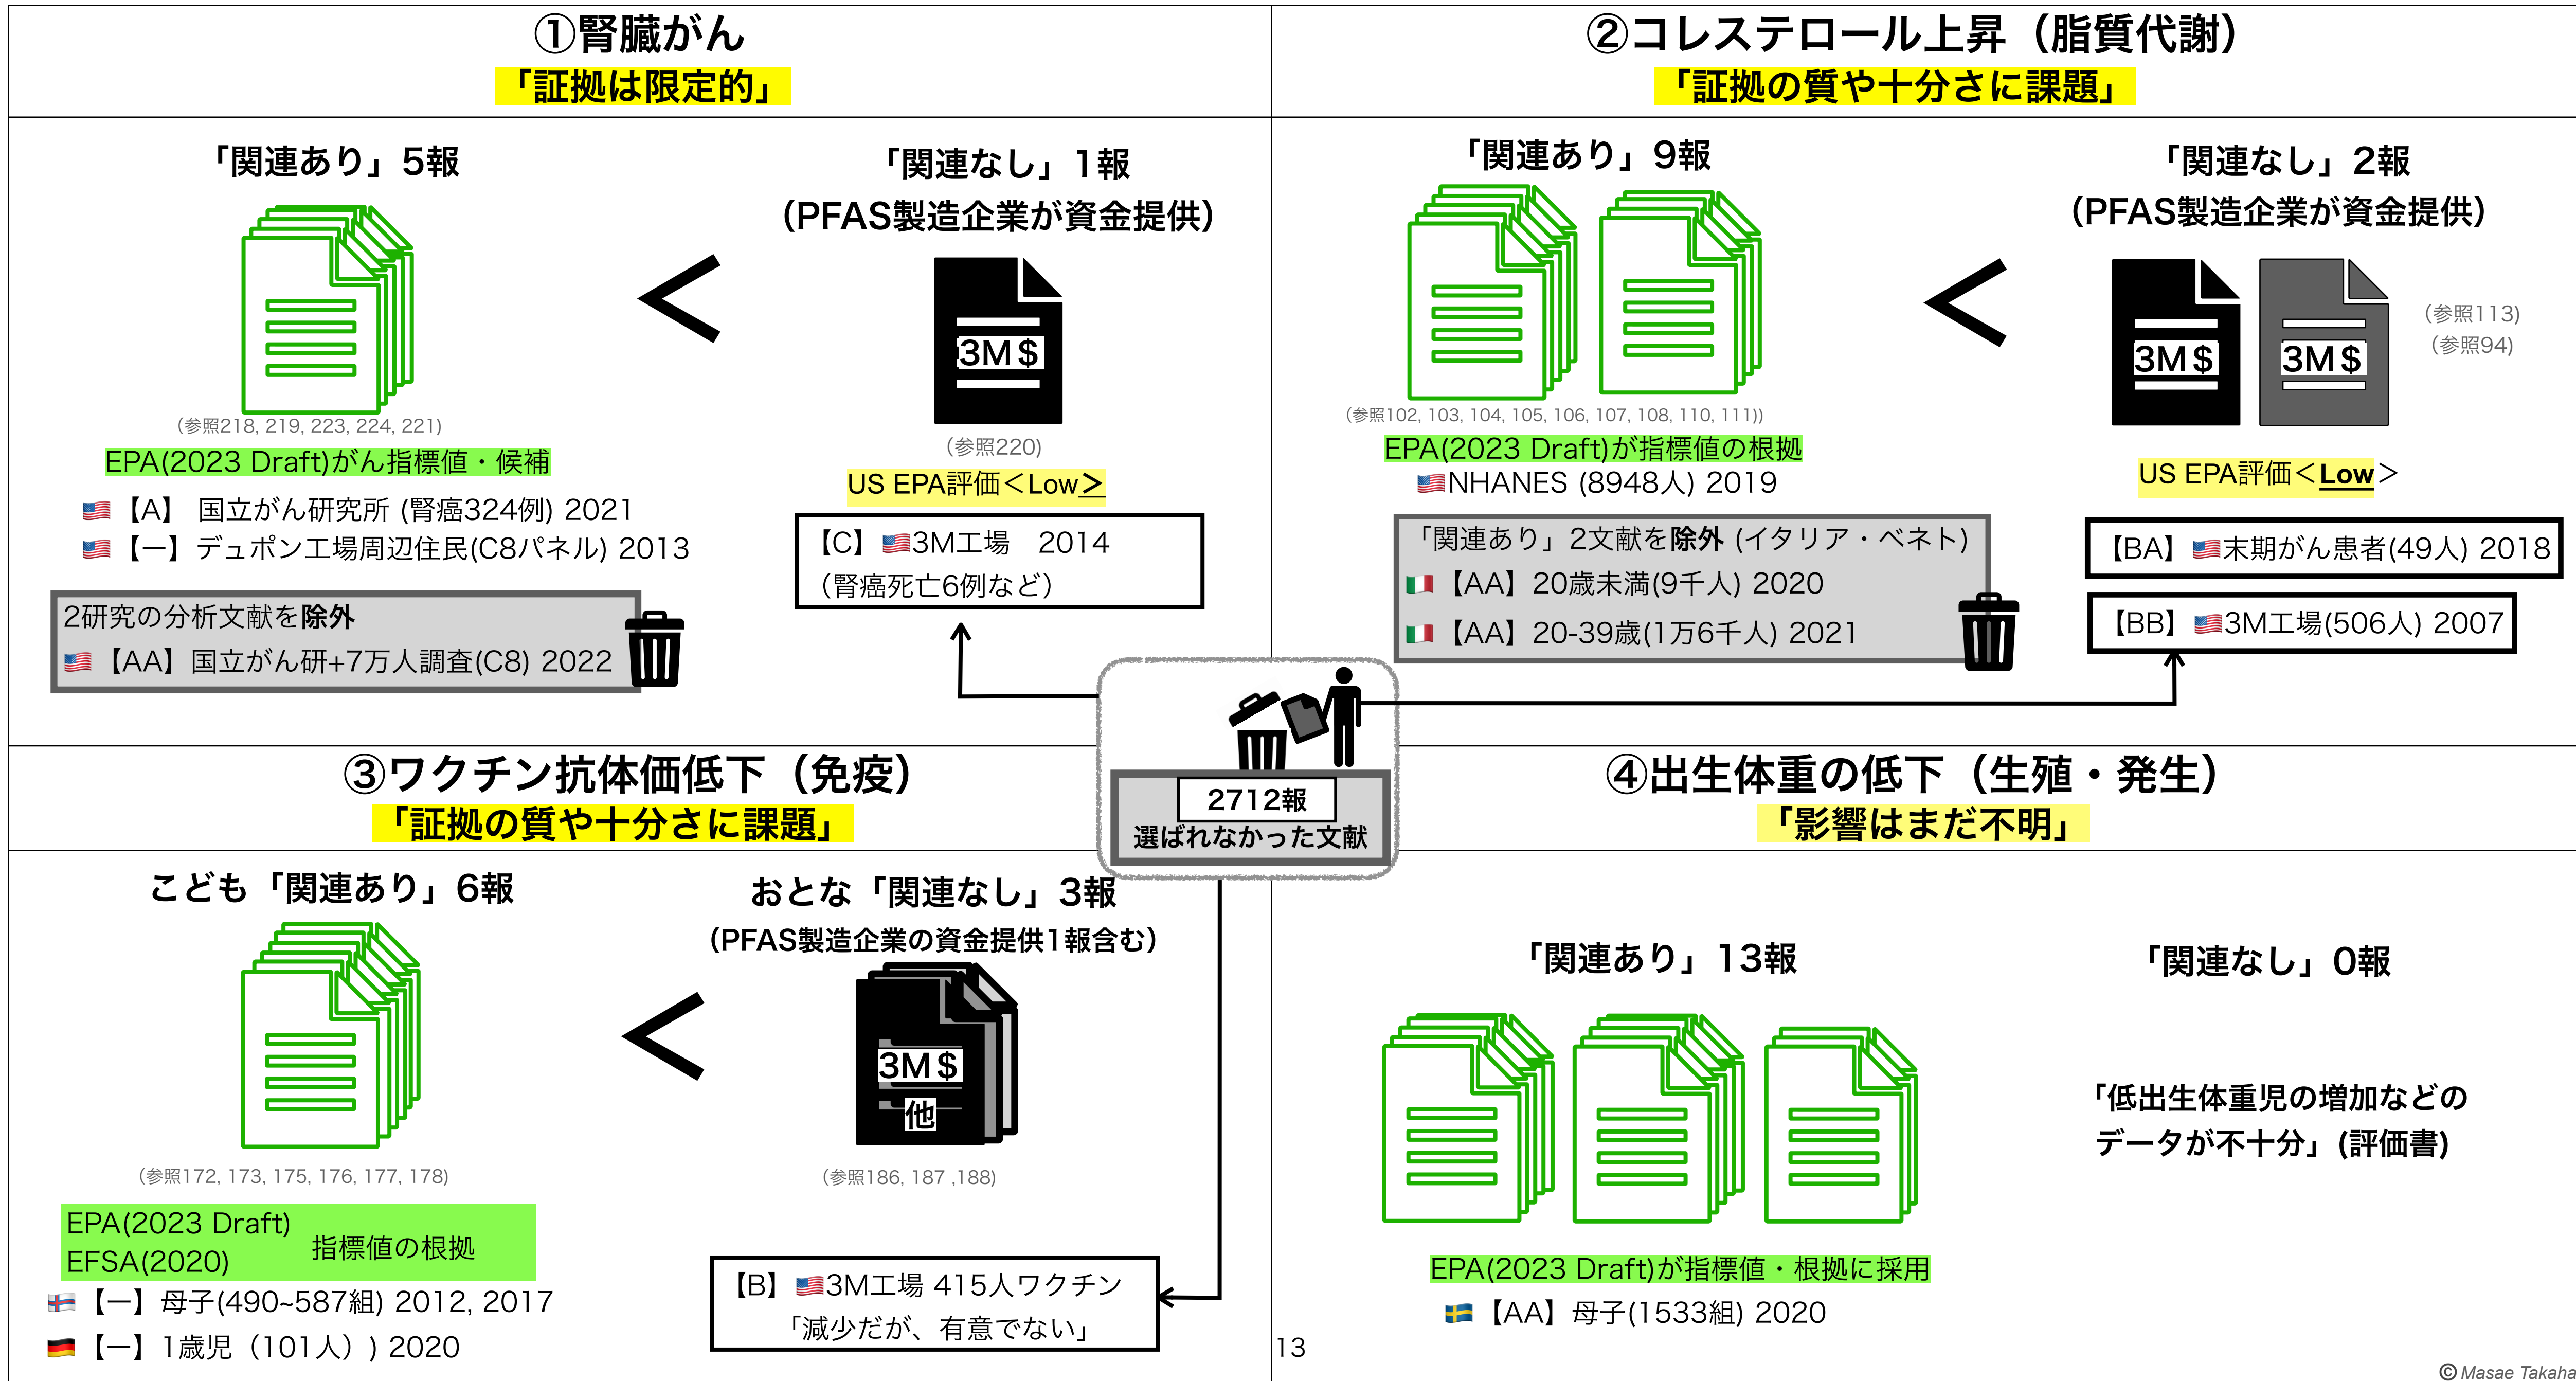 ①腎臓がん
「証拠は限定的」
「関連あり」5報
「関連なし」1報
（PFAS製造企業が資金提供）
<
3M$
（参照218, 219, 223, 224, 221）
（参照220）
EPA(2023 Draft)がん指標値・候補
US EPA評価＜Low＞
【A】 国立がん研究所 (腎癌324例) 2021
【ー】デュポン工場周辺住民(C8パネル) 2013
【C】3M工場　2014
（腎癌死亡6例など）
2研究の分析文献を除外
【AA】国立がん研+7万人調査(C8) 2022
②コレステロール上昇（脂質代謝）
「証拠の質や十分さに課題」
「関連あり」9報
「関連なし」2報
（PFAS製造企業が資金提供）
<
3M$
3M$
（参照113）
（参照94）
（参照102, 103, 104, 105, 106, 107, 108, 110, 111)）
EPA(2023 Draft)が指標値の根拠
NHANES (8948人) 2019
US EPA評価＜Low＞
「関連あり」2文献を除外 (イタリア・ベネト）
【AA】20歳未満(9千人) 2020
【AA】20-39歳(1万6千人) 2021
【BA】末期がん患者(49人) 2018
【BB】3M工場(506人) 2007
2712報
選ばれなかった文献
③ワクチン抗体価低下（免疫）
「証拠の質や十分さに課題」
こども「関連あり」6報
おとな「関連なし」3報
（PFAS製造企業の資金提供1報含む）
<
3M$
他
（参照172, 173, 175, 176, 177, 178）
（参照186, 187 ,188）
EPA(2023 Draft)
EFSA(2020)
指標値の根拠
【ー】母子(490~587組) 2012, 2017
【ー】1歳児（101人））2020
【B】3M工場 415人ワクチン
「減少だが、有意でない」
④出生体重の低下（生殖・発生）
「影響はまだ不明」
「関連あり」13報
「関連なし」0報
「低出生体重児の増加などの
データが不十分」(評価書)
EPA(2023 Draft)が指標値・根拠に採用
【AA】母子(1533組) 2020
13
© Masae Takaha